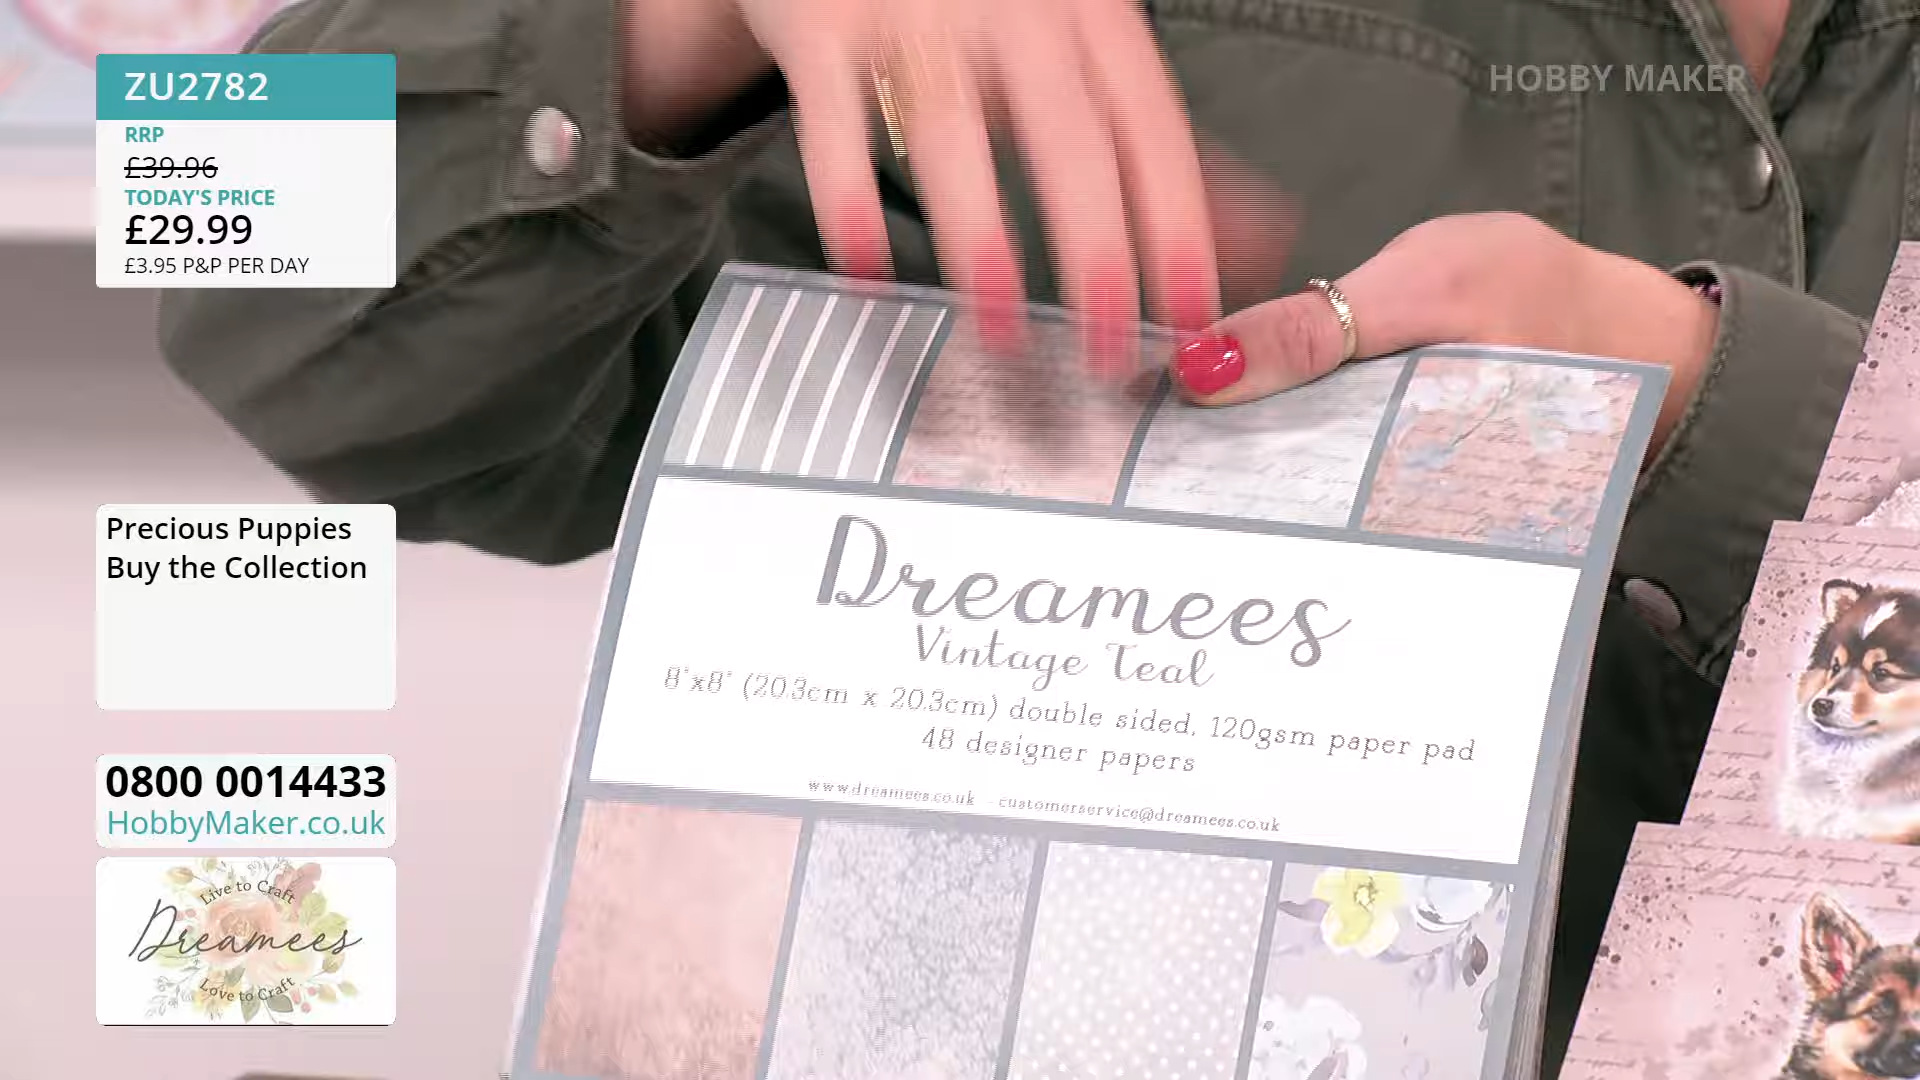 ZU2782
RRP
£39.96
TODAY'S PRICE
£29.99
£3.95 P&P PER DAY
HOBBY MAKER
Precious Puppies
Buy the Collection
0800 0014433
HobbyMaker.co.uk
Live to Craft
Dreamees
Love to Craft
Dreamees
Vintage Teal
8"x8" (20.3cm x 20.3cm) double sided, 120gsm paper pad
48 designer papers
www.dreamees.co.uk - customerservice@dreamees.co.uk